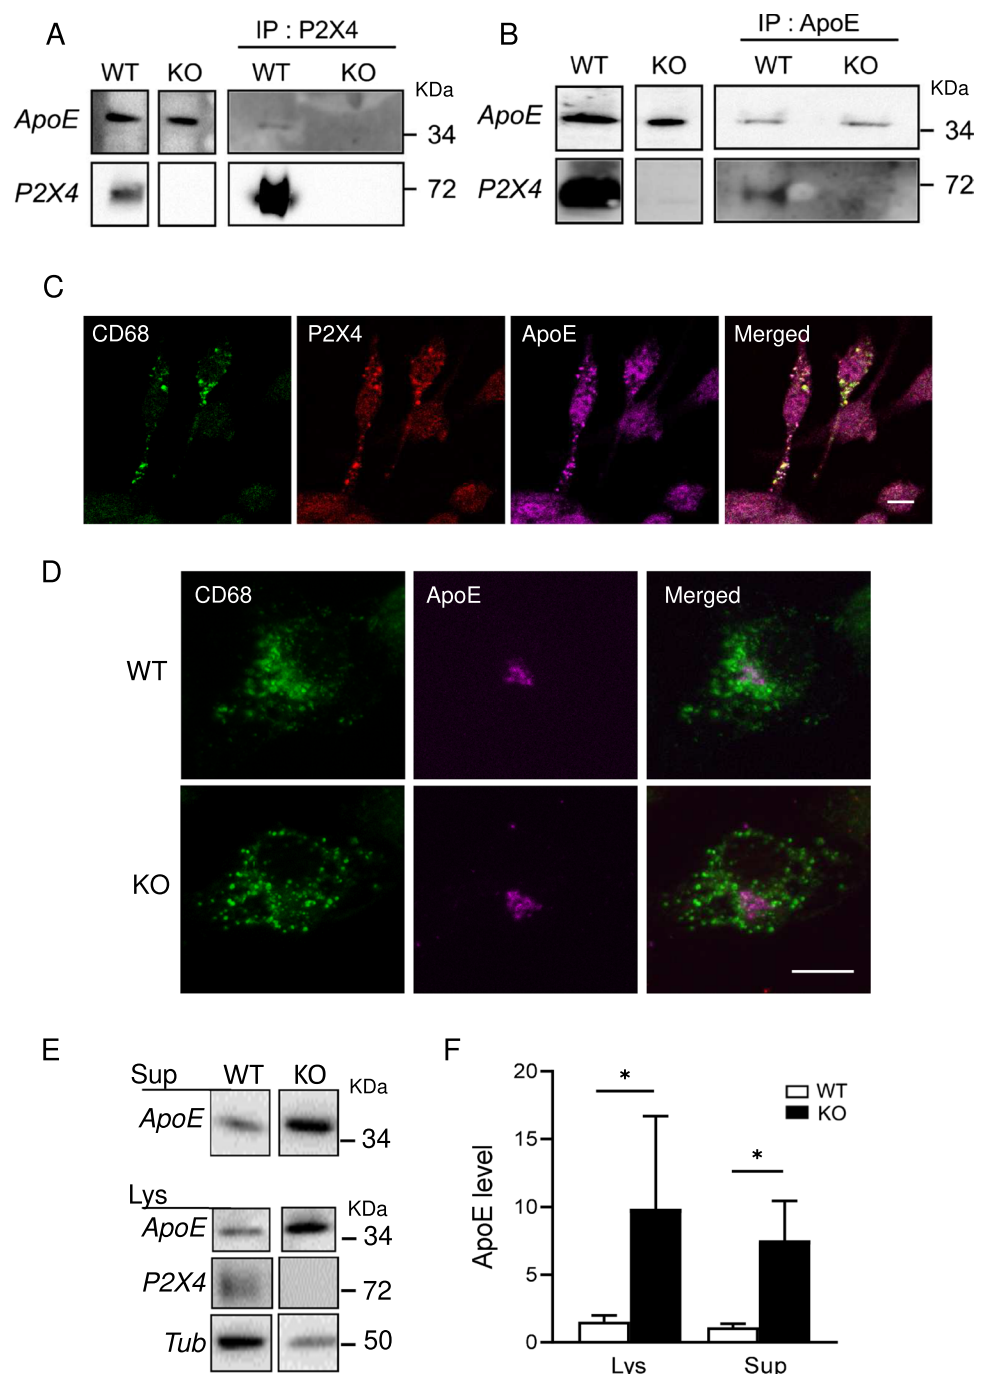 A
IP : P2X4
WT KO WT KO
KDa
ApoE
34
P2X4
72
B
IP : ApoE
WT KO WT KO
KDa
ApoE
34
P2X4
72
C
CD68 P2X4 ApoE Merged
D
CD68 ApoE Merged
WT
KO
E
Sup WT KO
KDa
ApoE
34
Lys
KDa
ApoE
34
P2X4
72
Tub
50
F
20
15
10
5
0
ApoE level
*
*
WT
KO
Lys Sup